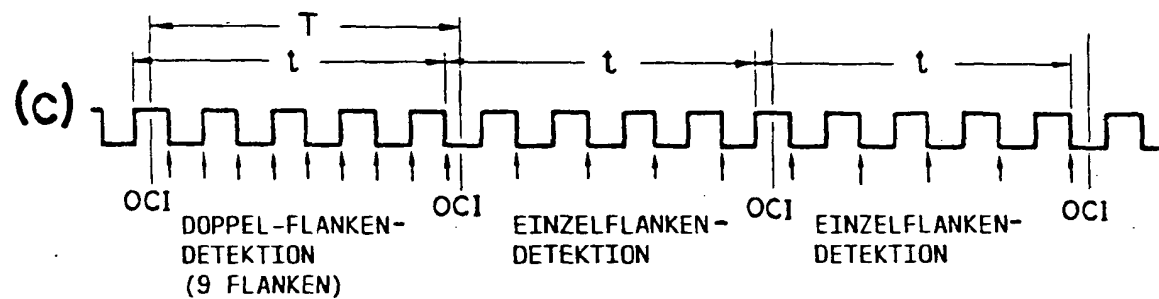 T
t t t
(C)
OCI OCI OCI OCI
DOPPEL-FLANKEN-
DETEKTION
(9 FLANKEN)
EINZELFLANKEN-
DETEKTION
EINZELFLANKEN-
DETEKTION